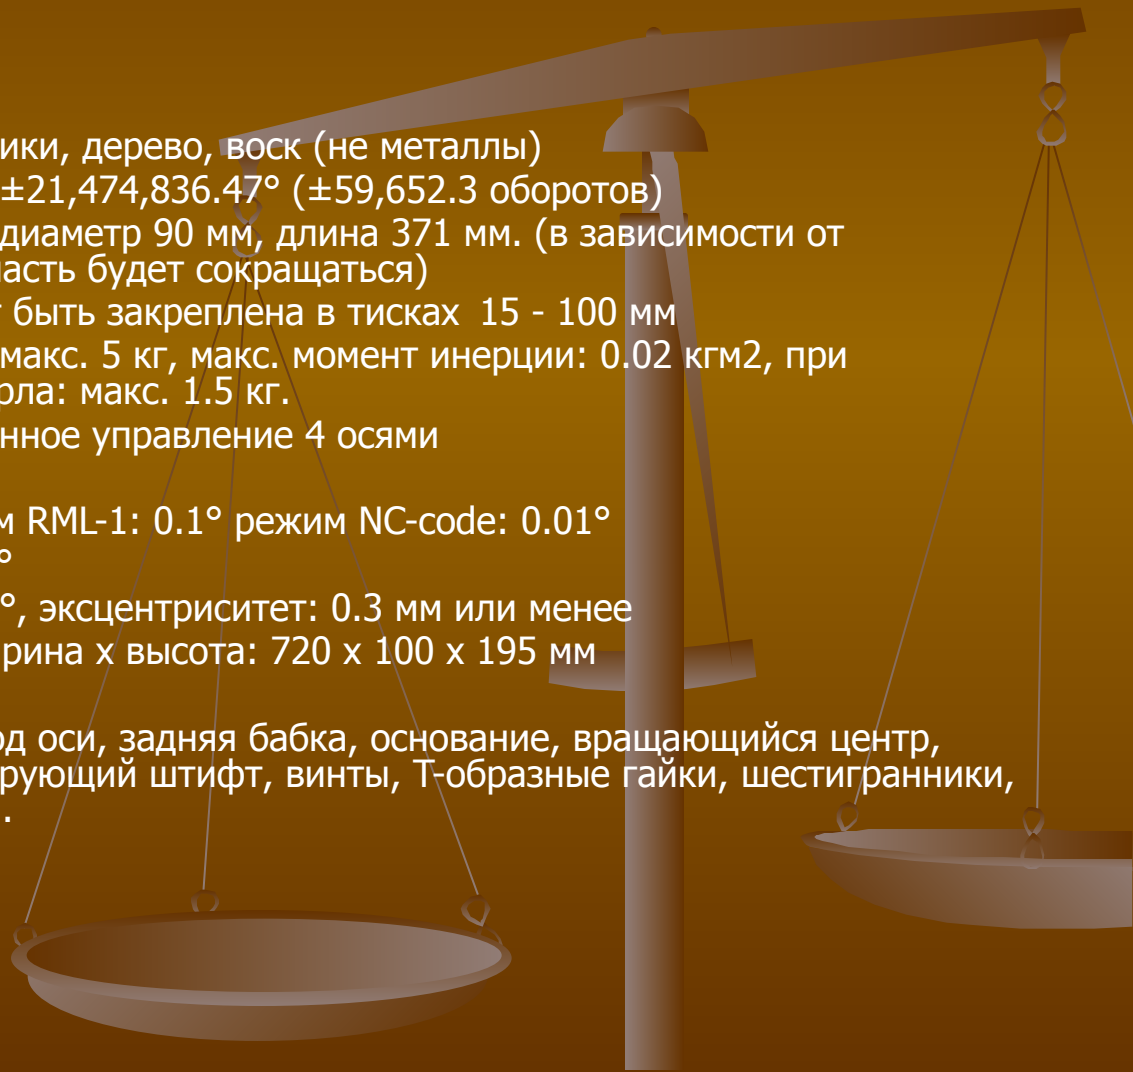 ики, дерево, воск (не металлы)
±21,474,836.47° (±59,652.3 оборотов)
диаметр 90 мм, длина 371 мм. (в зависимости от
асть будет сокращаться)
быть закреплена в тисках 15 - 100 мм
макс. 5 кг, макс. момент инерции: 0.02 кгм2, при
рла: макс. 1.5 кг.
нное управление 4 осями
м RML-1: 0.1° режим NC-code: 0.01°
°
°, эксцентриситет: 0.3 мм или менее
рина x высота: 720 x 100 x 195 мм
од оси, задняя бабка, основание, вращающийся центр,
рующий штифт, винты, Т-образные гайки, шестигранники,
.